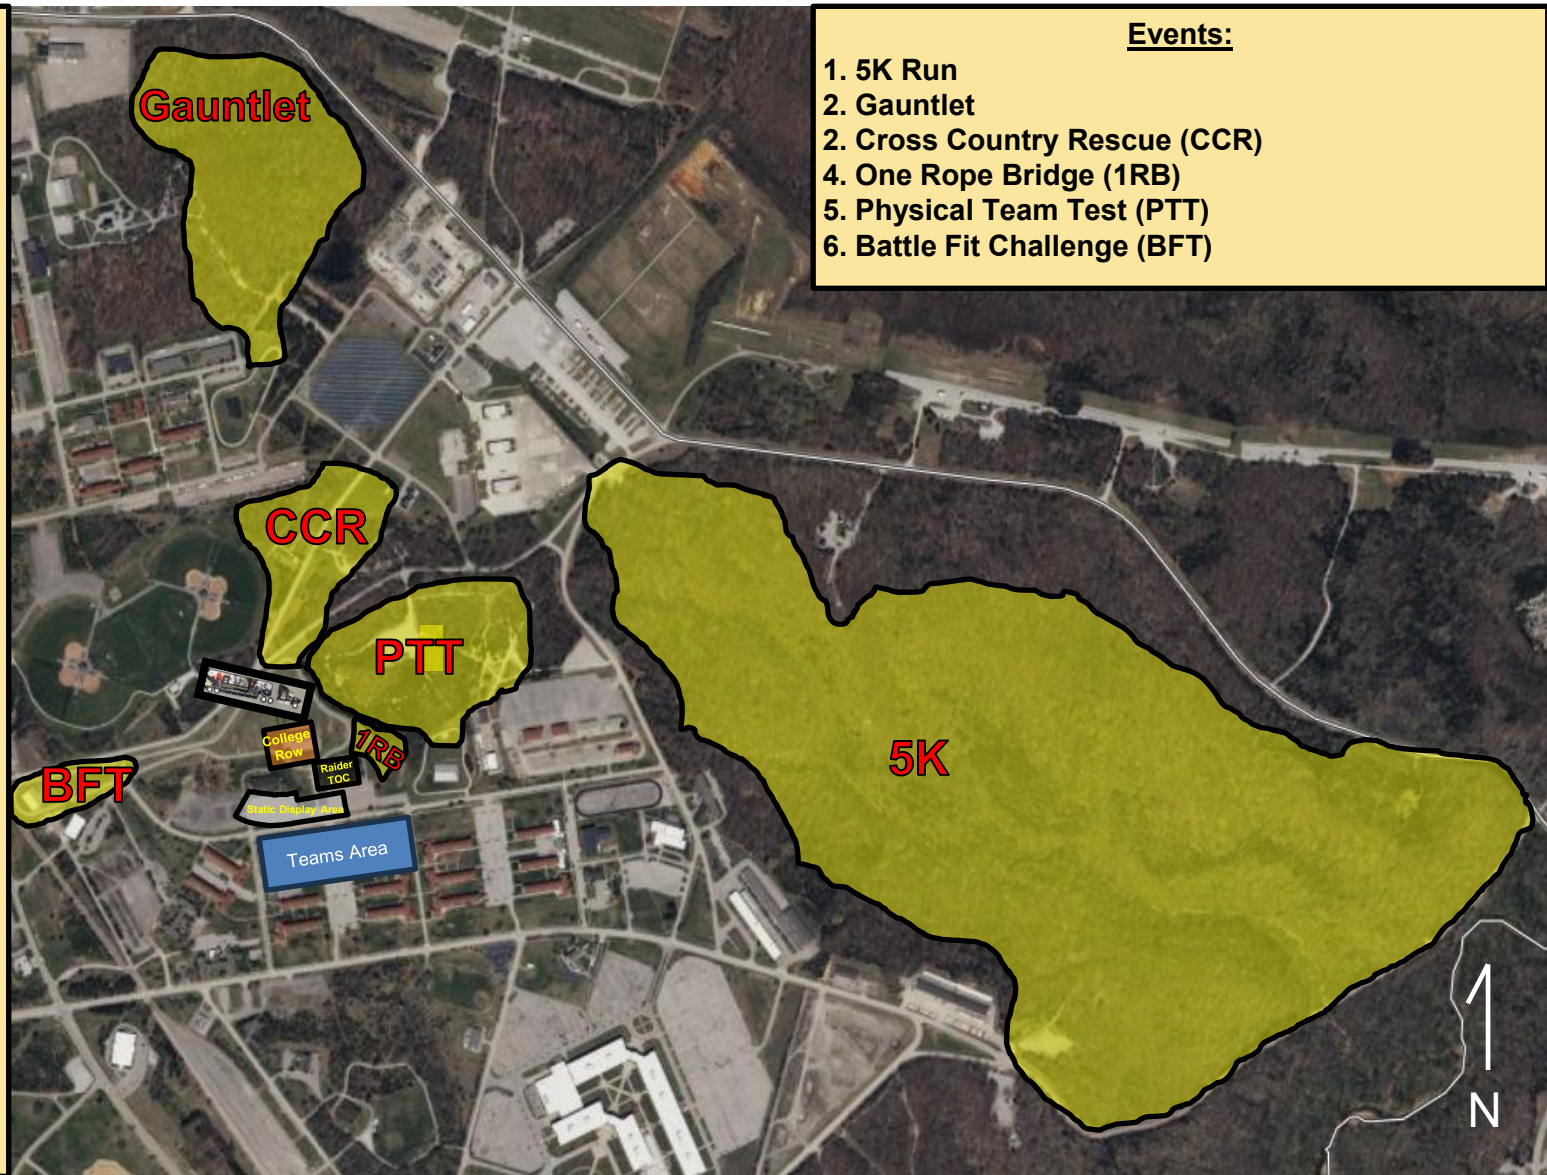 Events:
1. 5K Run
2. Gauntlet
2. Cross Country Rescue (CCR)
4. One Rope Bridge (1RB)
5. Physical Team Test (PTT)
6. Battle Fit Challenge (BFT)
Gauntlet
CCR
PTT
5K
1RB
College
Row
Raider
TOC
BFT
Static Display Area
Teams Area
N